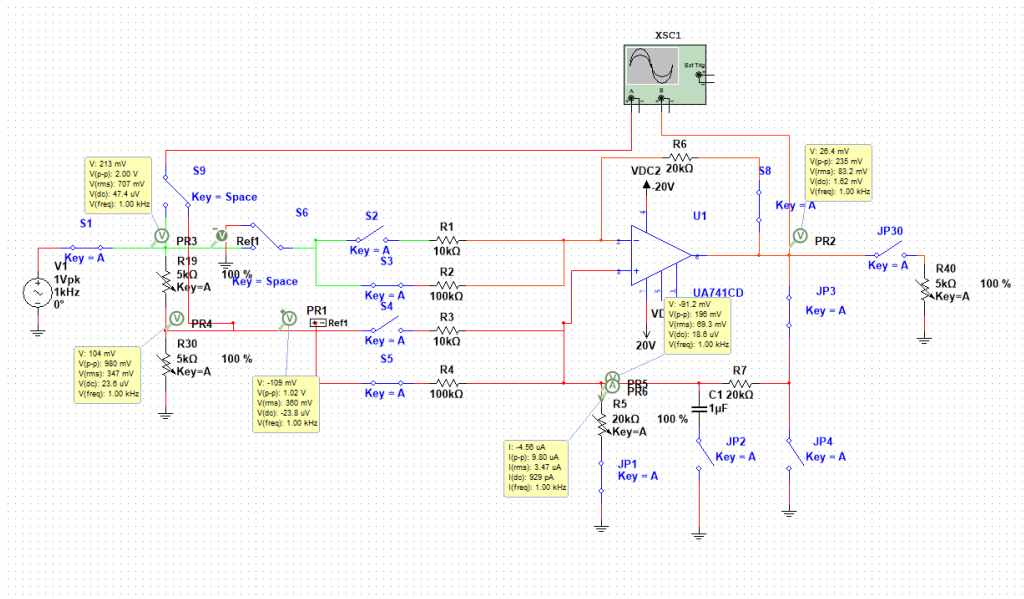 XSC1
Ext Trig
A
B
V: 213 mV
V(p-p): 2.00 V
V(rms): 707 mV
V(dc): 47.4 uV
V(freq): 1.00 kHz
S9
Key = Space
R6
20kΩ
VDC2
-20V
S8
Key = A
V: 26.4 mV
V(p-p): 235 mV
V(rms): 83.2 mV
V(dc): 1.62 mV
V(freq): 1.00 kHz
S1
Key = A
PR3
Ref1
S6
Key = Space
S2
Key = A
R1
10kΩ
U1
UA741CD
PR2
JP30
Key = A
V1
1Vpk
1kHz
0°
R19
5kΩ
Key=A
100 %
S3
Key = A
R2
100kΩ
R40
5kΩ
Key=A
100 %
PR4
PR1
Ref1
S4
Key = A
R3
10kΩ
20V
V: -91.2 mV
V(p-p): 196 mV
V(rms): 69.3 mV
V(dc): 18.6 uV
V(freq): 1.00 kHz
JP3
Key = A
V: 104 mV
V(p-p): 980 mV
V(rms): 347 mV
V(dc): 23.6 uV
V(freq): 1.00 kHz
R30
5kΩ
Key=A
100 %
V: -109 mV
V(p-p): 1.02 V
V(rms): 360 mV
V(dc): -23.8 uV
V(freq): 1.00 kHz
S5
Key = A
R4
100kΩ
PR5
PR6
R5
20kΩ
Key=A
100 %
C1
1µF
R7
20kΩ
I: -4.56 uA
I(p-p): 9.80 uA
I(rms): 3.47 uA
I(dc): 929 pA
I(freq): 1.00 kHz
JP1
Key = A
JP2
Key = A
JP4
Key = A